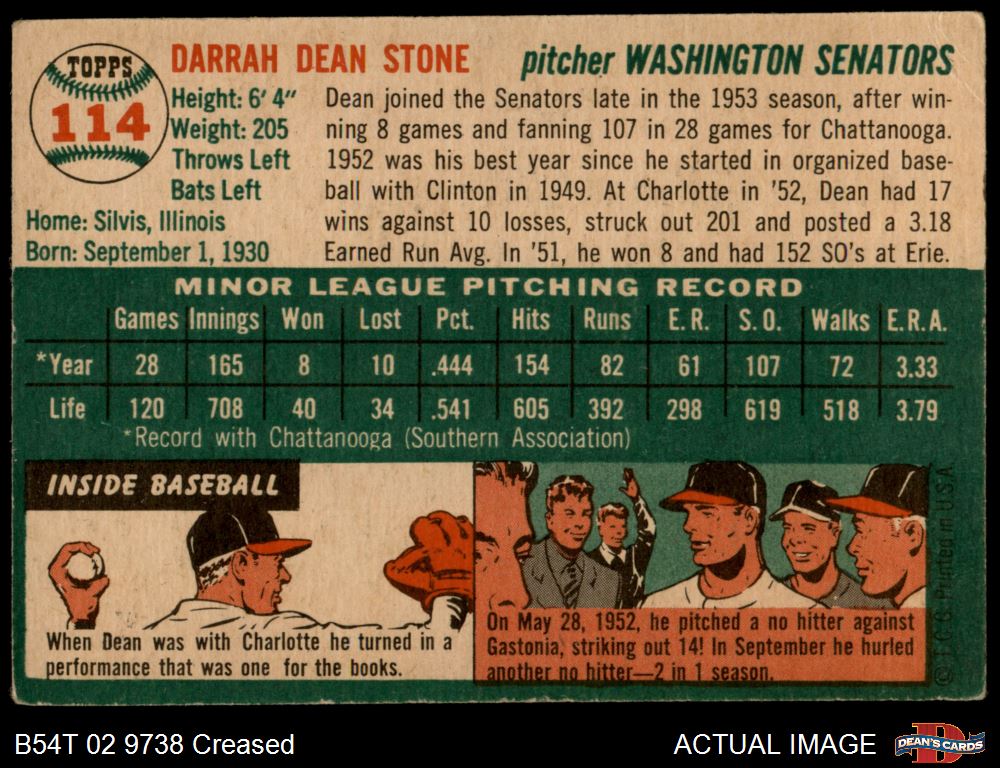 TOPPS
114
DARRAH DEAN STONE
pitcher WASHINGTON SENATORS
Height: 6' 4"
Weight: 205
Throws Left
Bats Left
Home: Silvis, Illinois
Born: September 1, 1930
Dean joined the Senators late in the 1953 season, after win-
ning 8 games and fanning 107 in 28 games for Chattanooga.
1952 was his best year since he started in organized base-
ball with Clinton in 1949. At Charlotte in '52, Dean had 17
wins against 10 losses, struck out 201 and posted a 3.18
Earned Run Avg. In '51, he won 8 and had 152 SO's at Erie.
MINOR LEAGUE PITCHING RECORD
Games Innings Won Lost Pct. Hits Runs E. R. S. O. Walks E.R.A.
*Year 28 165 8 10 .444 154 82 61 107 72 3.33
Life 120 708 40 34 .541 605 392 298 619 518 3.79
*Record with Chattanooga (Southern Association)
INSIDE BASEBALL
When Dean was with Charlotte he turned in a
performance that was one for the books.
On May 28, 1952, he pitched a no hitter against
Gastonia, striking out 14! In September he hurled
another no hitter—2 in 1 season.
© T.C.G. Printed in U.S.A.
B54T 02 9738 Creased
ACTUAL IMAGE
DEAN'S CARDS